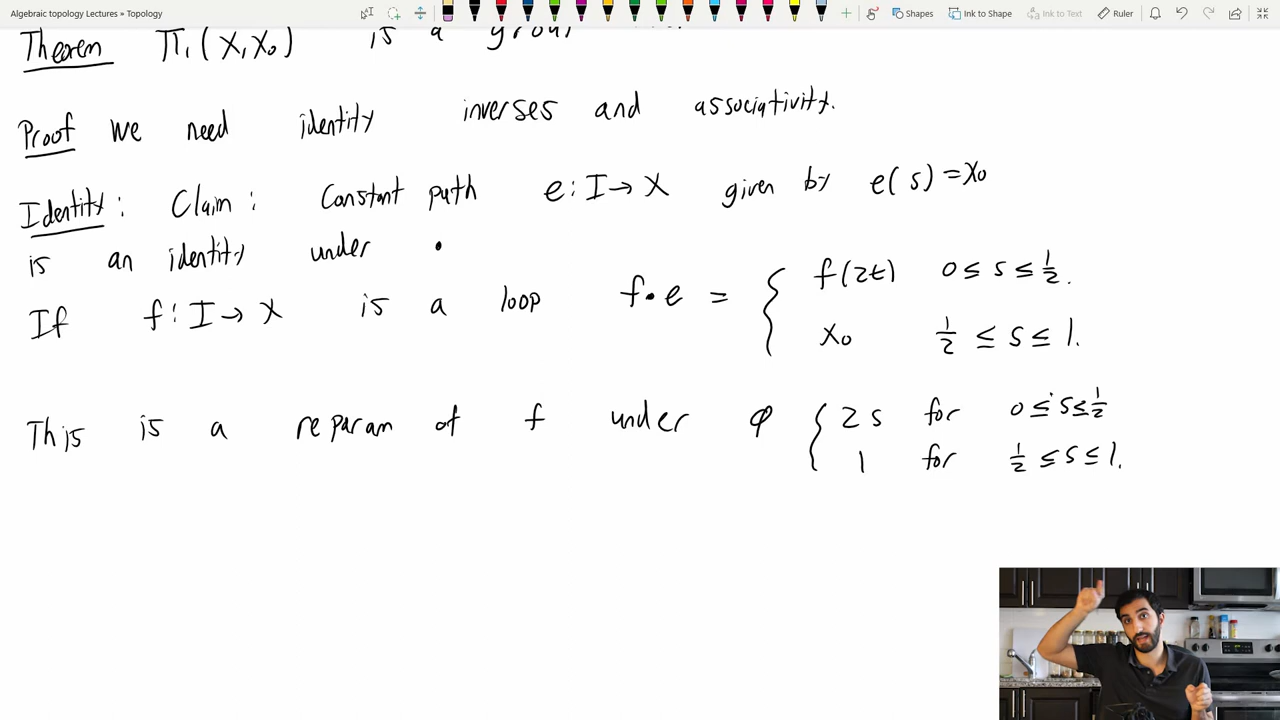 Algebraic topology Lectures » Topology
Shapes Ink to Shape Ink to Text Ruler
Theorem π₁(X,x₀) is a group
Proof We need identity inverses and associativity.
Identity: Claim: Constant path e: I→X given by e(s)=x₀
is an identity under •
If f: I→X is a loop f•e = { f(2t) 0≤s≤1/2.
x₀ 1/2≤s≤1.
This is a reparam of f under φ { 2s for 0≤s≤1/2
1 for 1/2≤s≤1.